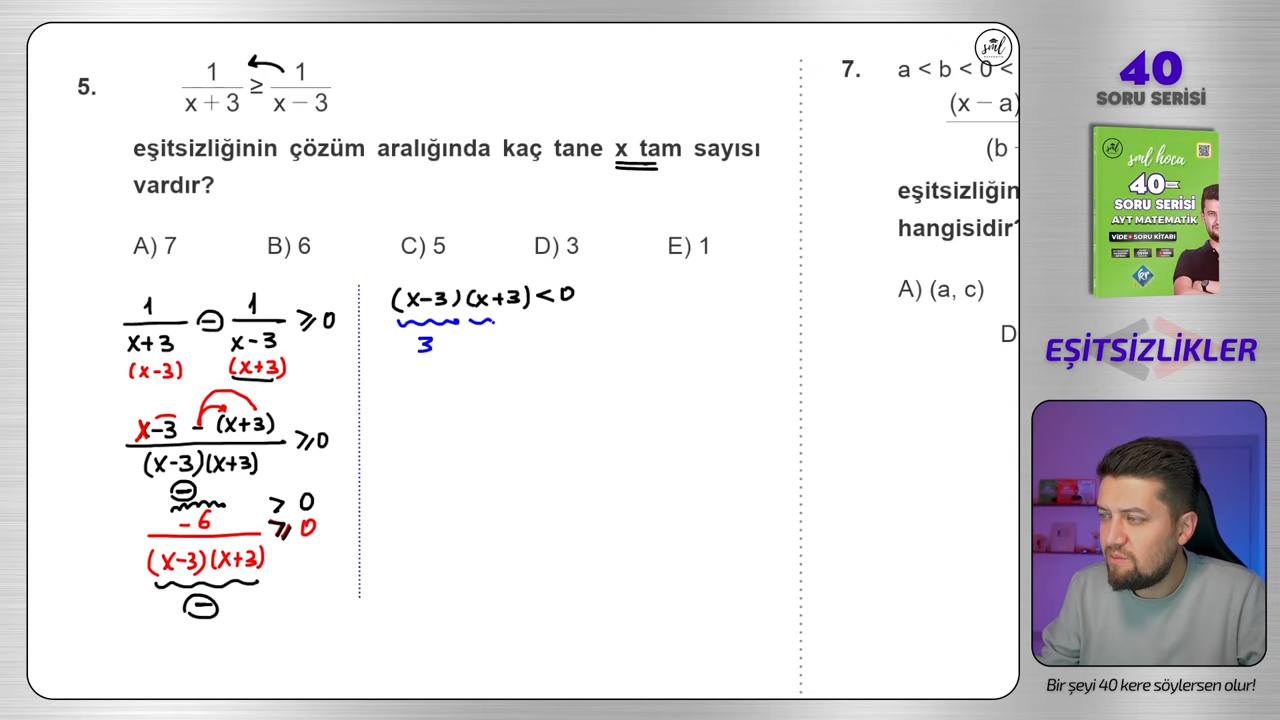 5.
1/(x + 3) ≥ 1/(x − 3)
eşitsizliğinin çözüm aralığında kaç tane x tam sayısı
vardır?
A) 7 B) 6 C) 5 D) 3 E) 1
1/(x+3) − 1/(x-3) ≥ 0
(x-3) (x+3)
(x-3 - (x+3))/((x-3)(x+3)) ≥ 0
−
> 0
-6/((x-3)(x+3)) ≥ 0
−
(x-3)(x+3) < 0
3
7.
a < b < 0 <
(x − a)
(b
eşitsizliğin
hangisidir?
A) (a, c)
D
sml
40
SORU SERİSİ
sml hoca
40
SORU SERİSİ
AYT MATEMATİK
VİDEO SORU KİTABI
EŞİTSİZLİKLER
Bir şeyi 40 kere söylersen olur!